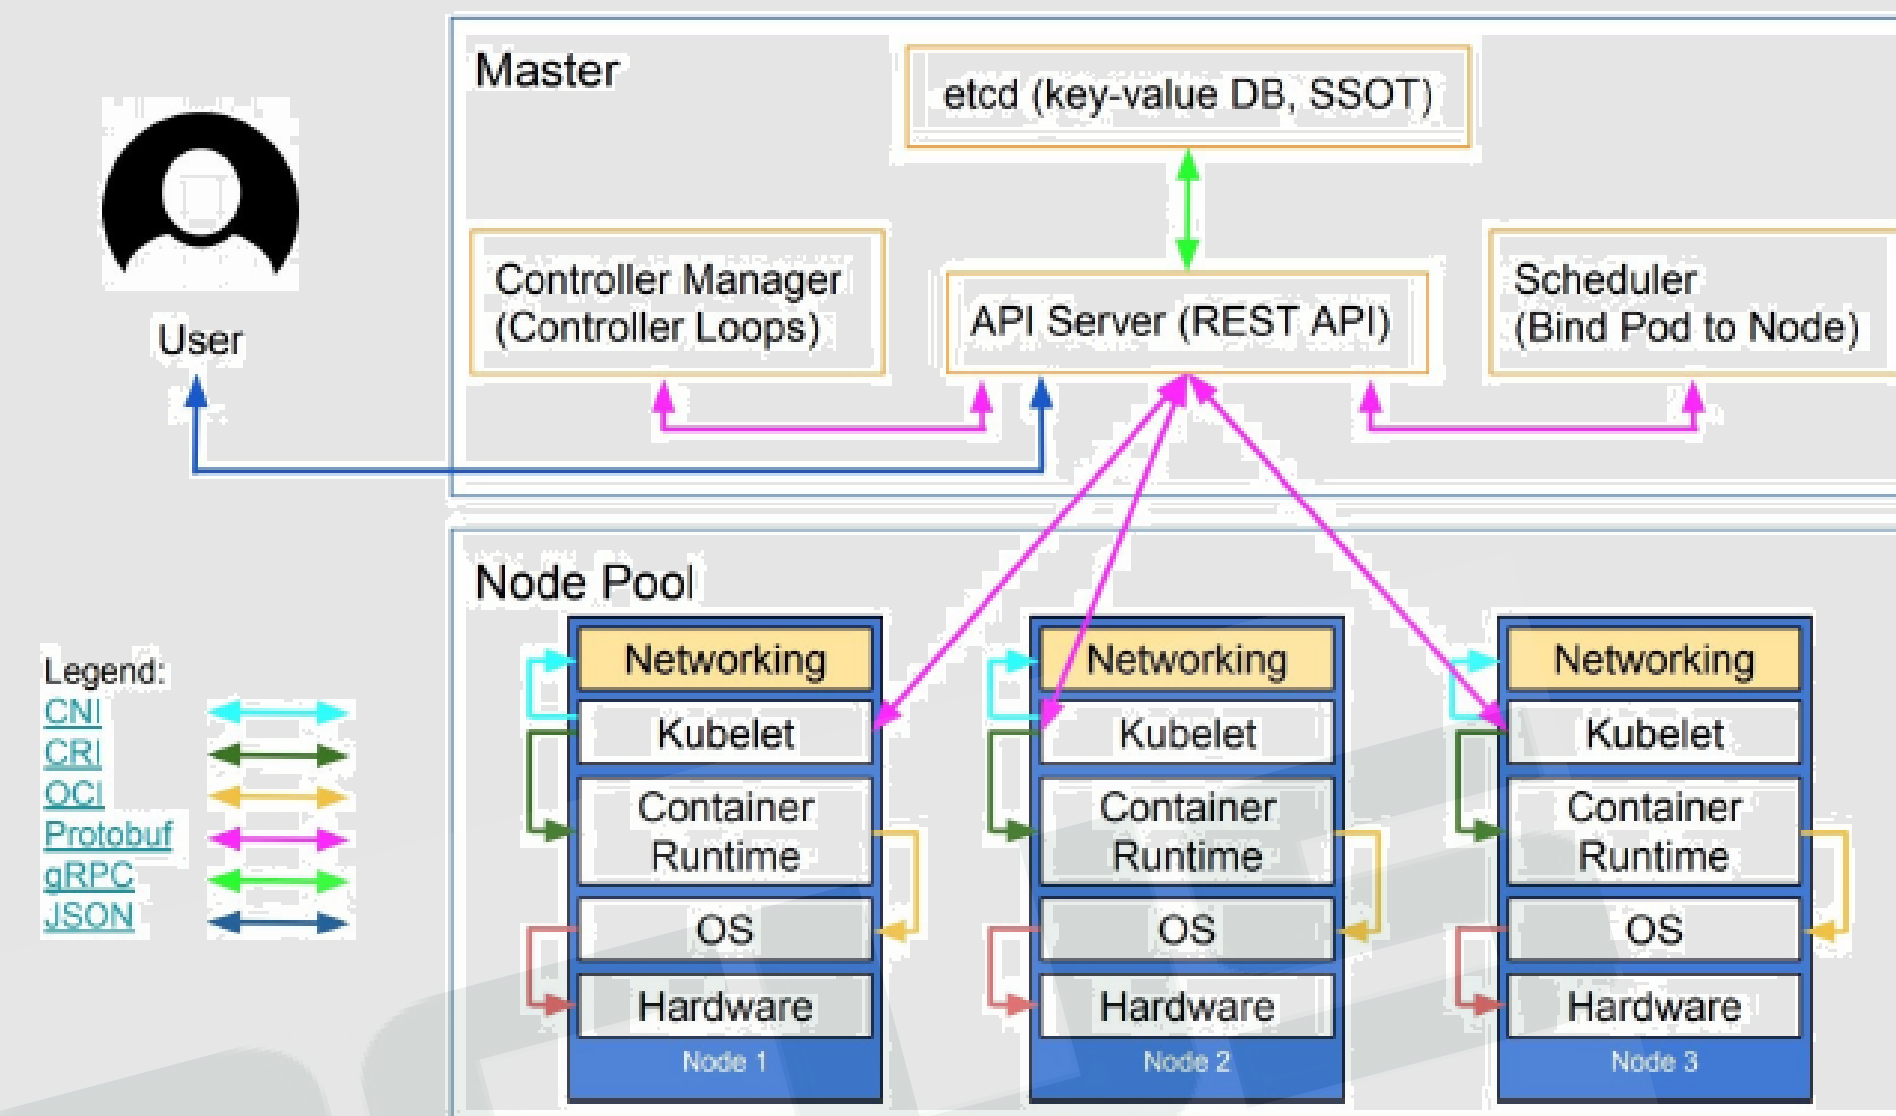 Master
etcd (key-value DB, SSOT)
User
Controller Manager
(Controller Loops)
API Server (REST API)
Scheduler
(Bind Pod to Node)
Node Pool
Legend:
CNI
CRI
OCI
Protobuf
gRPC
JSON
Networking
Kubelet
Container
Runtime
OS
Hardware
Node 1
Networking
Kubelet
Container
Runtime
OS
Hardware
Node 2
Networking
Kubelet
Container
Runtime
OS
Hardware
Node 3